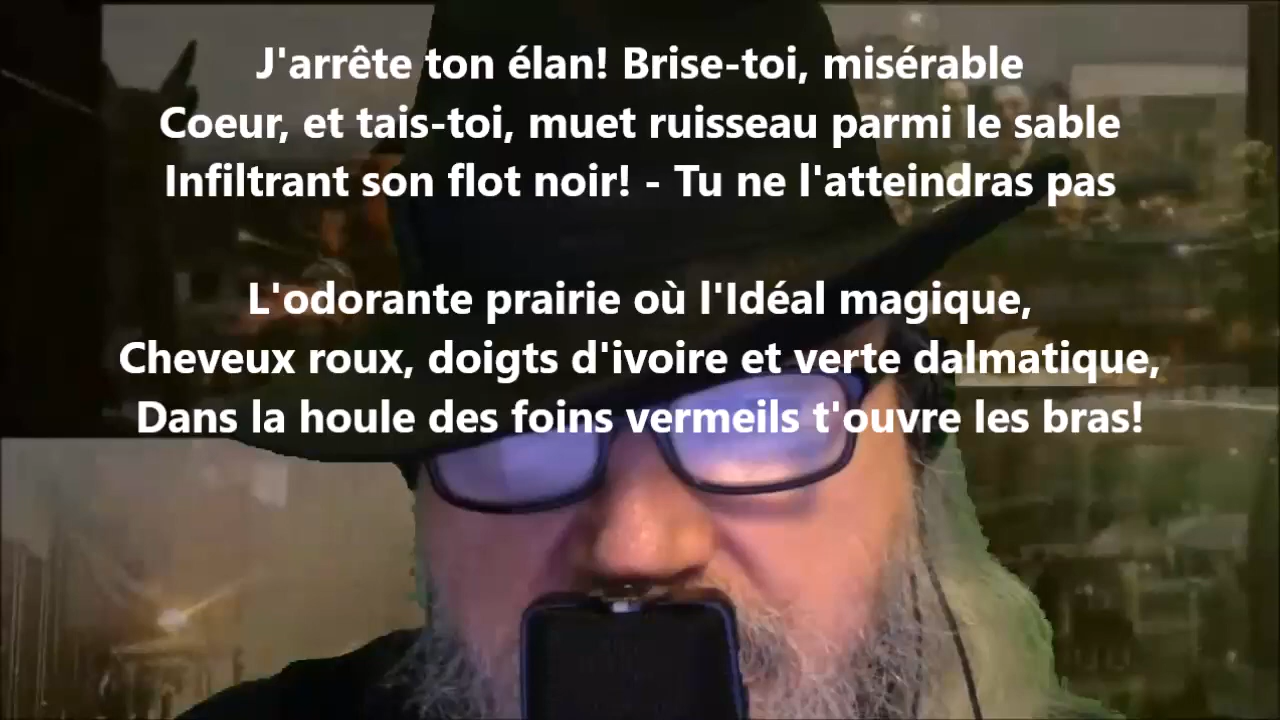 J'arrête ton élan! Brise-toi, misérable
Coeur, et tais-toi, muet ruisseau parmi le sable
Infiltrant son flot noir! - Tu ne l'atteindras pas
L'odorante prairie où l'Idéal magique,
Cheveux roux, doigts d'ivoire et verte dalmatique,
Dans la houle des foins vermeils t'ouvre les bras!